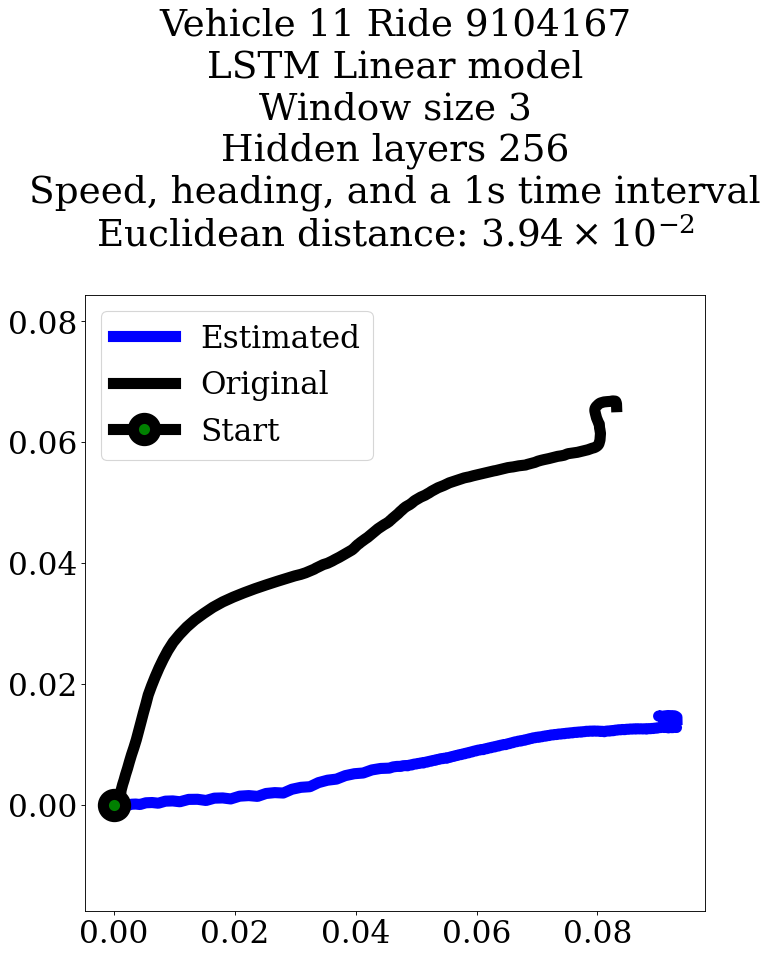 Vehicle 11 Ride 9104167
LSTM Linear model
Window size 3
Hidden layers 256
Speed, heading, and a 1s time interval
Euclidean distance: 3.94 × 10⁻²
Estimated
Original
Start
0.08
0.06
0.04
0.02
0.00
0.00 0.02 0.04 0.06 0.08